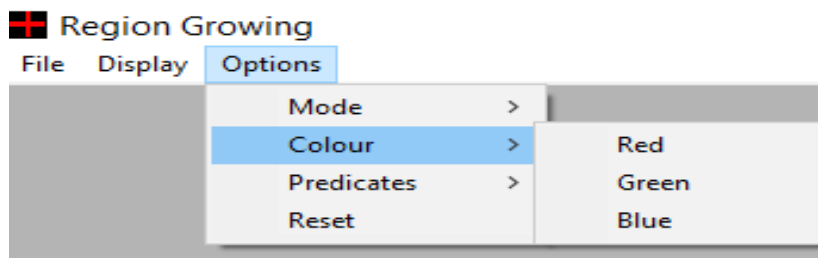 Region Growing
File Display Options
Mode >
Colour > Red
Predicates > Green
Reset Blue